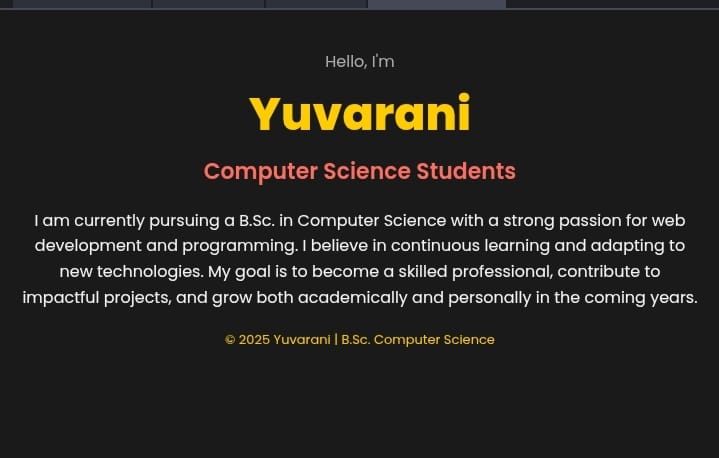 Hello, I'm
Yuvarani
Computer Science Students
I am currently pursuing a B.Sc. in Computer Science with a strong passion for web
development and programming. I believe in continuous learning and adapting to
new technologies. My goal is to become a skilled professional, contribute to
impactful projects, and grow both academically and personally in the coming years.
© 2025 Yuvarani | B.Sc. Computer Science